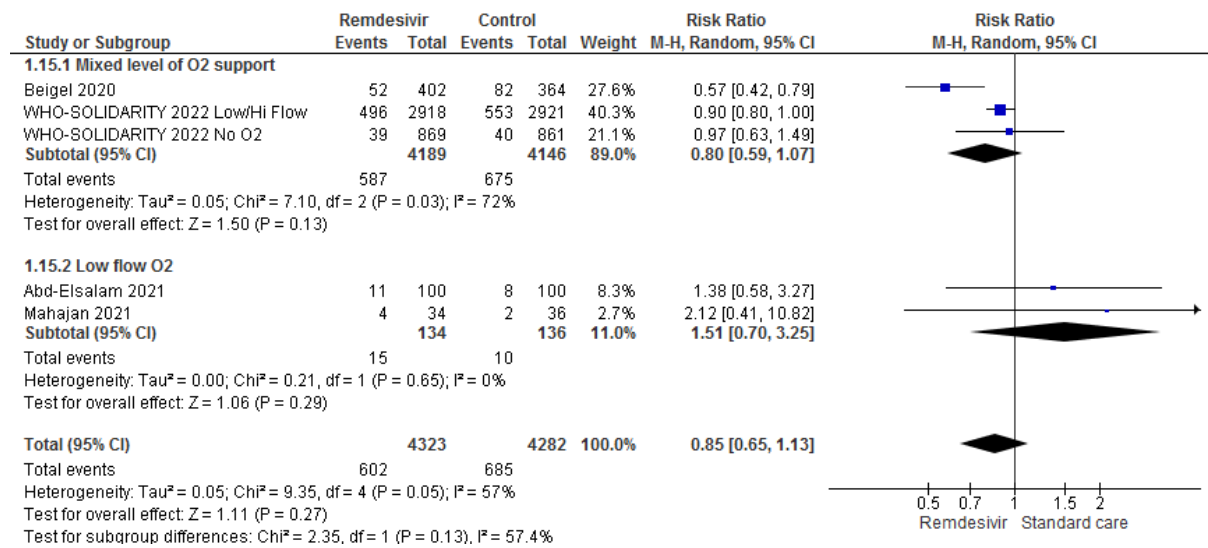 Remdesivir Control Risk Ratio Risk Ratio
Study or Subgroup Events Total Events Total Weight M-H, Random, 95% CI M-H, Random, 95% CI
1.15.1 Mixed level of O2 support
Beigel 2020 52 402 82 364 27.6% 0.57 [0.42, 0.79]
WHO-SOLIDARITY 2022 Low/Hi Flow 496 2918 553 2921 40.3% 0.90 [0.80, 1.00]
WHO-SOLIDARITY 2022 No O2 39 869 40 861 21.1% 0.97 [0.63, 1.49]
Subtotal (95% CI) 4189 4146 89.0% 0.80 [0.59, 1.07]
Total events 587 675
Heterogeneity: Tau² = 0.05; Chi² = 7.10, df = 2 (P = 0.03); I² = 72%
Test for overall effect: Z = 1.50 (P = 0.13)
1.15.2 Low flow O2
Abd-Elsalam 2021 11 100 8 100 8.3% 1.38 [0.58, 3.27]
Mahajan 2021 4 34 2 36 2.7% 2.12 [0.41, 10.82]
Subtotal (95% CI) 134 136 11.0% 1.51 [0.70, 3.25]
Total events 15 10
Heterogeneity: Tau² = 0.00; Chi² = 0.21, df = 1 (P = 0.65); I² = 0%
Test for overall effect: Z = 1.06 (P = 0.29)
Total (95% CI) 4323 4282 100.0% 0.85 [0.65, 1.13]
Total events 602 685
Heterogeneity: Tau² = 0.05; Chi² = 9.35, df = 4 (P = 0.05); I² = 57%
Test for overall effect: Z = 1.11 (P = 0.27)
Test for subgroup differences: Chi² = 2.35, df = 1 (P = 0.13), I² = 57.4%
0.5 0.7 1 1.5 2
Remdesivir Standard care